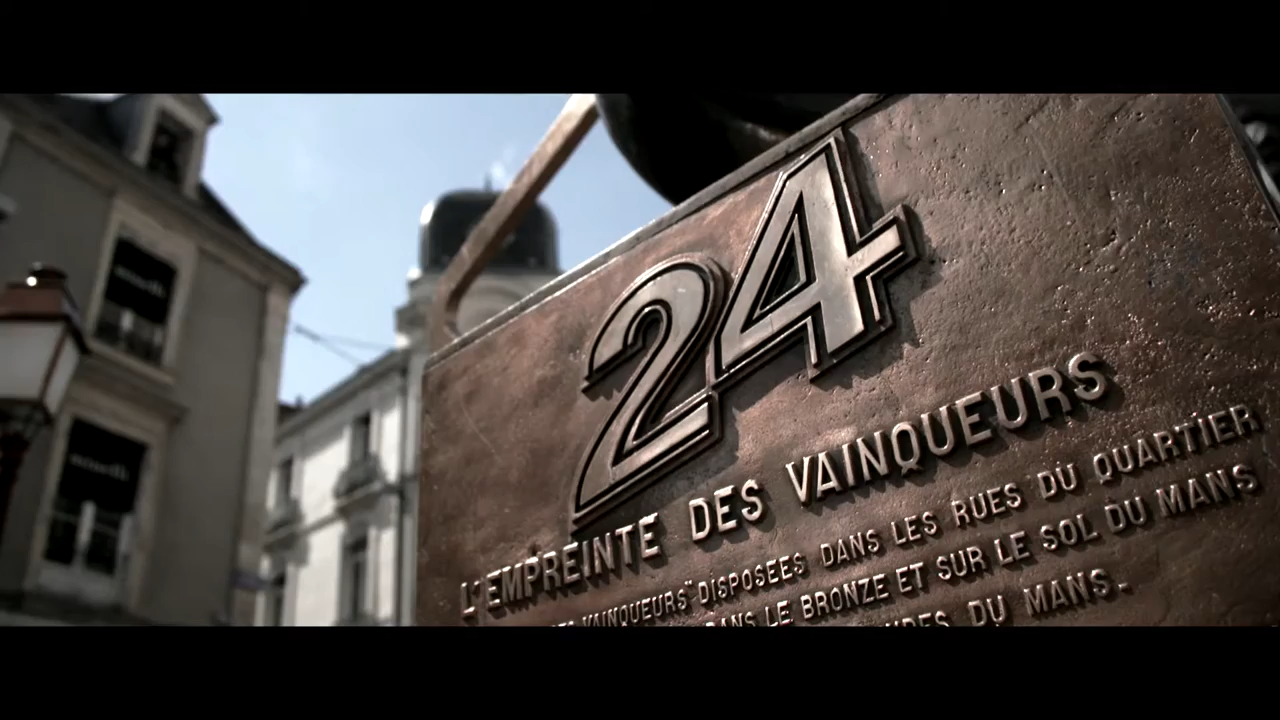 24
L'EMPREINTE DES VAINQUEURS
VAINQUEURS" DISPOSEES DANS LES RUES DU QUARTIER
DANS LE BRONZE ET SUR LE SOL DU MANS
DU MANS.